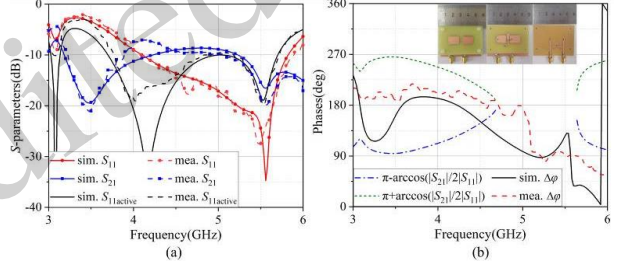 dited
0
-10
-20
-30
-40
S-parameters(dB)
sim. S11 mea. S11
sim. S21 mea. S21
sim. S11active mea. S11active
3 4 5 6
Frequency(GHz)
(a)
360
270
180
90
0
Phases(deg)
π-arccos(|S21|/2|S11|) sim. Δφ
π+arccos(|S21|/2|S11|) mea. Δφ
3 4 5 6
Frequency(GHz)
(b)